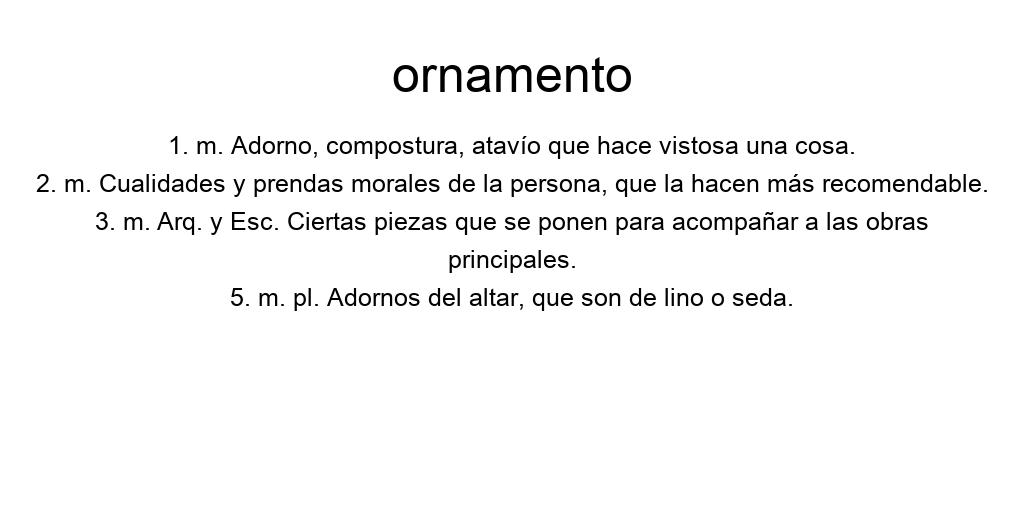 ornamento
1. m. Adorno, compostura, atavío que hace vistosa una cosa.
2. m. Cualidades y prendas morales de la persona, que la hacen más recomendable.
3. m. Arq. y Esc. Ciertas piezas que se ponen para acompañar a las obras
principales.
5. m. pl. Adornos del altar, que son de lino o seda.